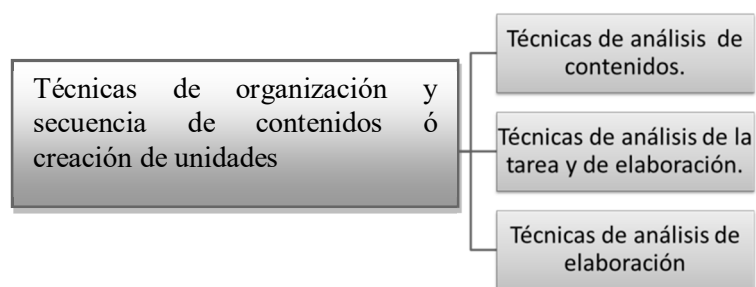 Técnicas de organización y
secuencia de contenidos ó
creación de unidades
Técnicas de análisis de
contenidos.
Técnicas de análisis de la
tarea y de elaboración.
Técnicas de análisis de
elaboración